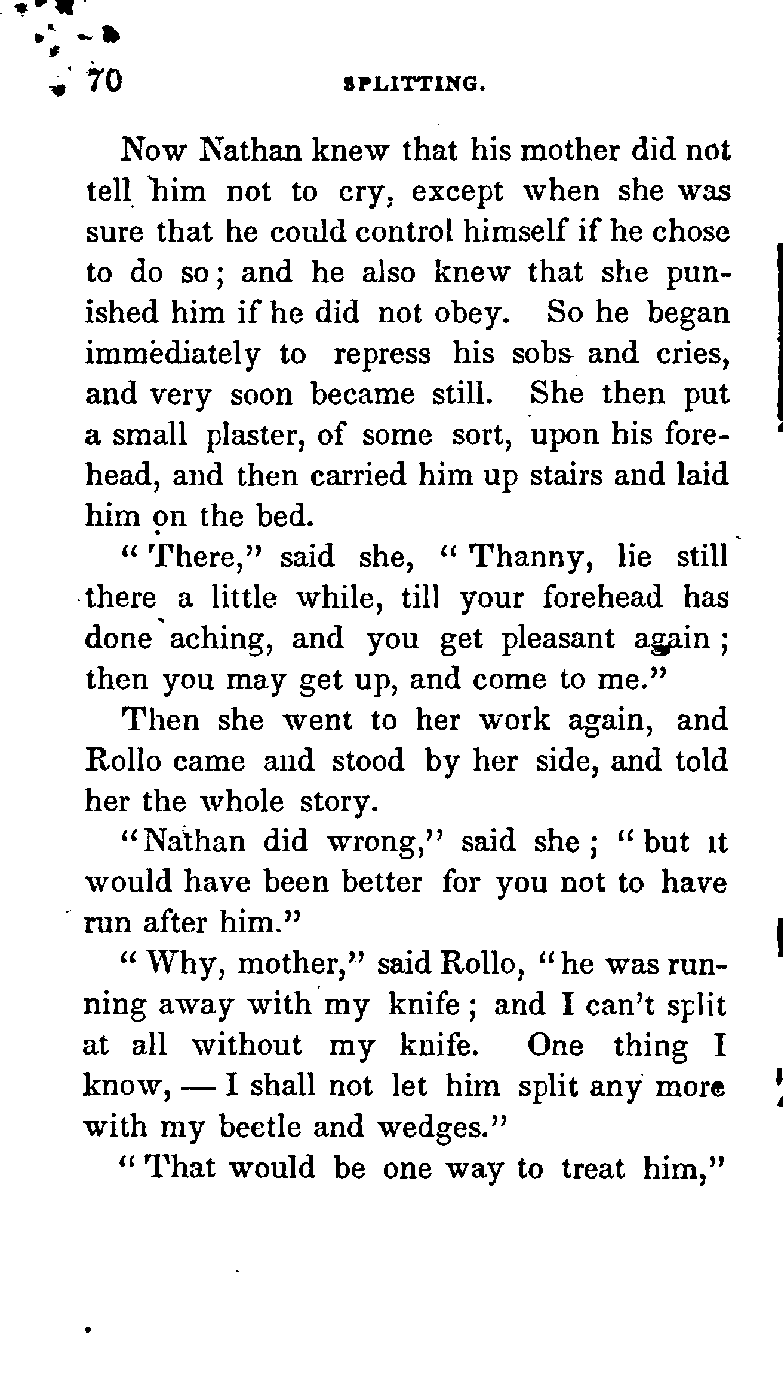 70 SPLITTING.
Now Nathan knew that his mother did not
tell him not to cry, except when she was
sure that he could control himself if he chose
to do so; and he also knew that she pun-
ished him if he did not obey. So he began
immediately to repress his sobs and cries,
and very soon became still. She then put
a small plaster, of some sort, upon his fore-
head, and then carried him up stairs and laid
him on the bed.
“There,” said she, “Thanny, lie still
there a little while, till your forehead has
done aching, and you get pleasant again;
then you may get up, and come to me.”
Then she went to her work again, and
Rollo came and stood by her side, and told
her the whole story.
“Nathan did wrong,” said she; “but it
would have been better for you not to have
run after him.”
“Why, mother,” said Rollo, “he was run-
ning away with my knife; and I can’t split
at all without my knife. One thing I
know, — I shall not let him split any more
with my beetle and wedges.”
“That would be one way to treat him,”